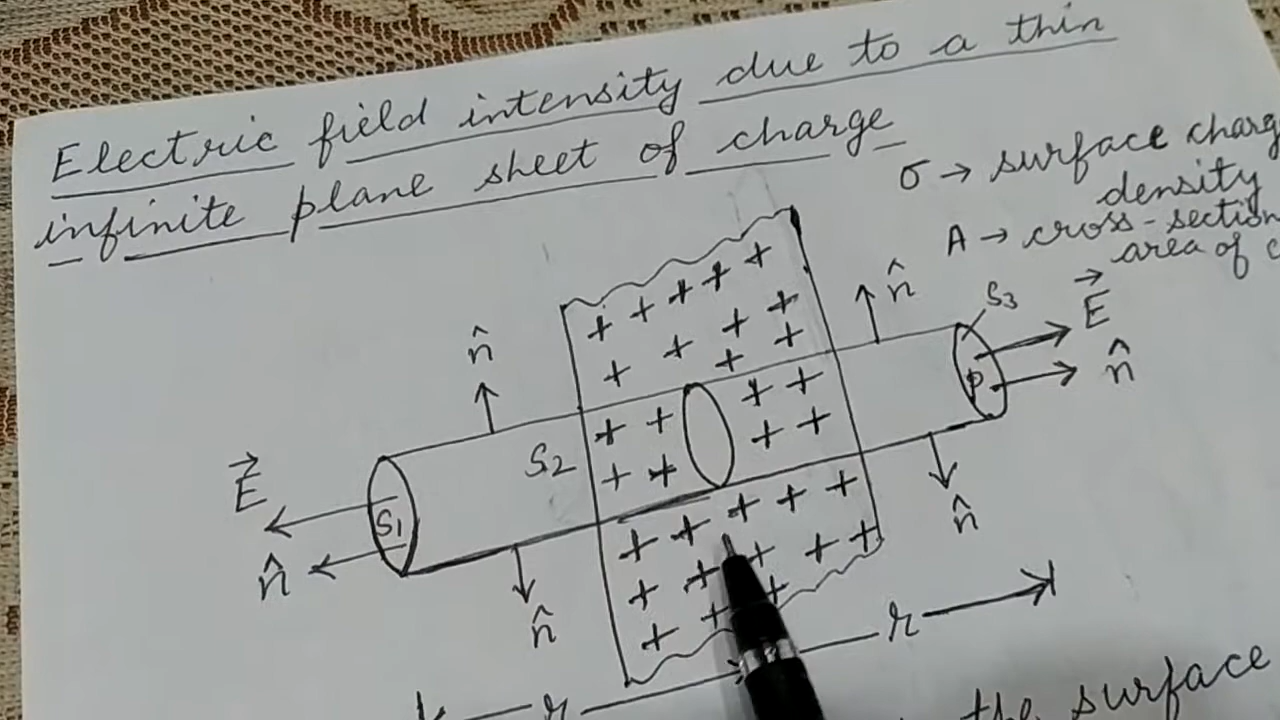 Electric field intensity due to a thin
infinite plane sheet of charge
σ → surface charg
density
A → cross-section
area of c
n̂
n̂
S3
E⃗
P
n̂
S2
E⃗
S1
n̂
n̂
n̂
r
r
the surface